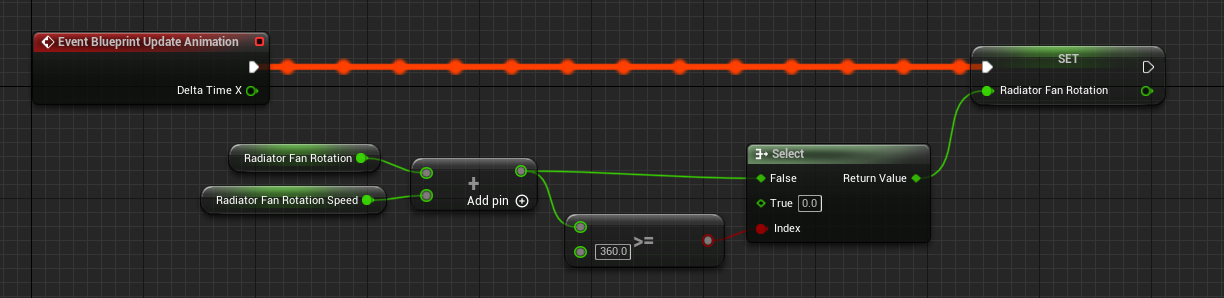 Event Blueprint Update Animation
SET
Delta Time X
Radiator Fan Rotation
Radiator Fan Rotation
Select
Radiator Fan Rotation Speed
+
Add pin
False
Return Value
True 0.0
Index
>=
360.0